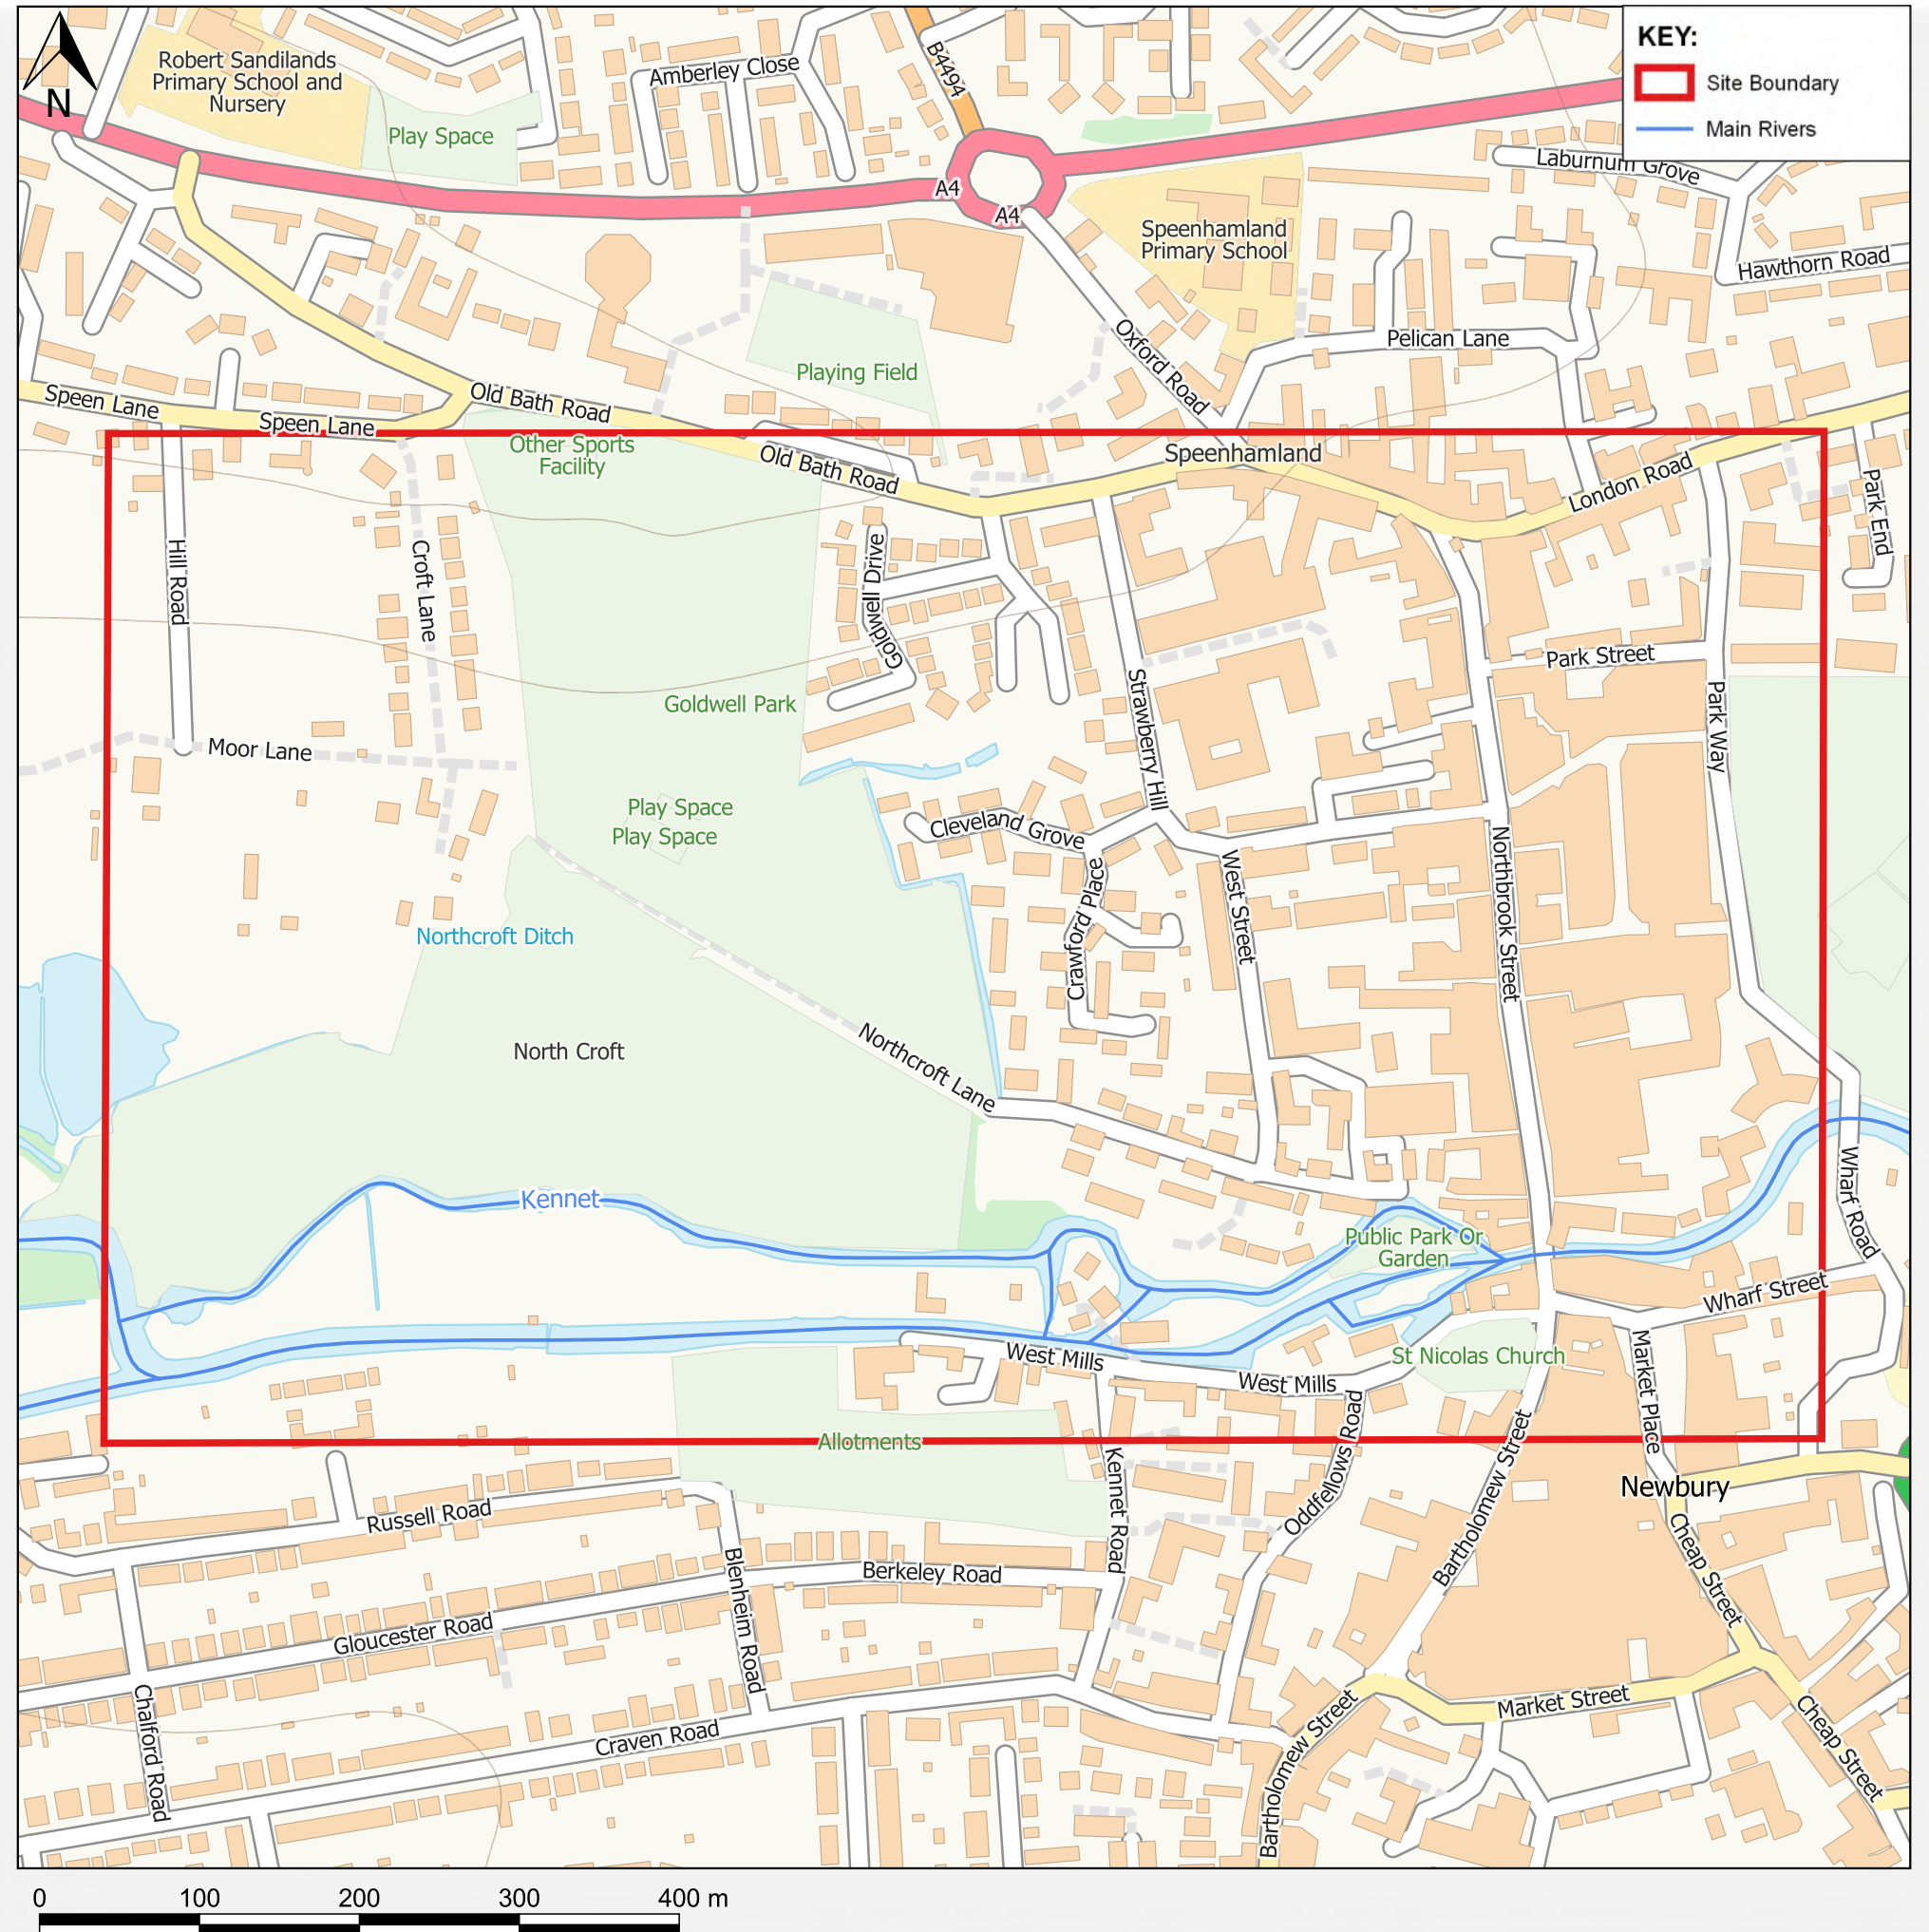 KEY:
Site Boundary
Main Rivers
N
Robert Sandilands
Primary School and
Nursery
Play Space
Amberley Close
B4494
A4
A4
Laburnum Grove
Speenhamland
Primary School
Hawthorn Road
Oxford Road
Pelican Lane
Playing Field
Speen Lane
Speen Lane
Old Bath Road
Other Sports
Facility
Old Bath Road
Speenhamland
London Road
Park End
Hill Road
Croft Lane
Goldwell Drive
Park Street
Strawberry Hill
Park Way
Goldwell Park
Moor Lane
Play Space
Play Space
Cleveland Grove
Crawford Place
West Street
Northbrook Street
Northcroft Ditch
North Croft
Northcroft Lane
Kennet
Public Park Or
Garden
Wharf Road
Wharf Street
West Mills
St Nicolas Church
West Mills
Market Place
Allotments
Kennet Road
Oddfellows Road
Bartholomew Street
Newbury
Russell Road
Cheap Street
Blenheim Road
Berkeley Road
Gloucester Road
Chalford Road
Craven Road
Market Street
Bartholomew Street
Cheap Street
0 100 200 300 400 m